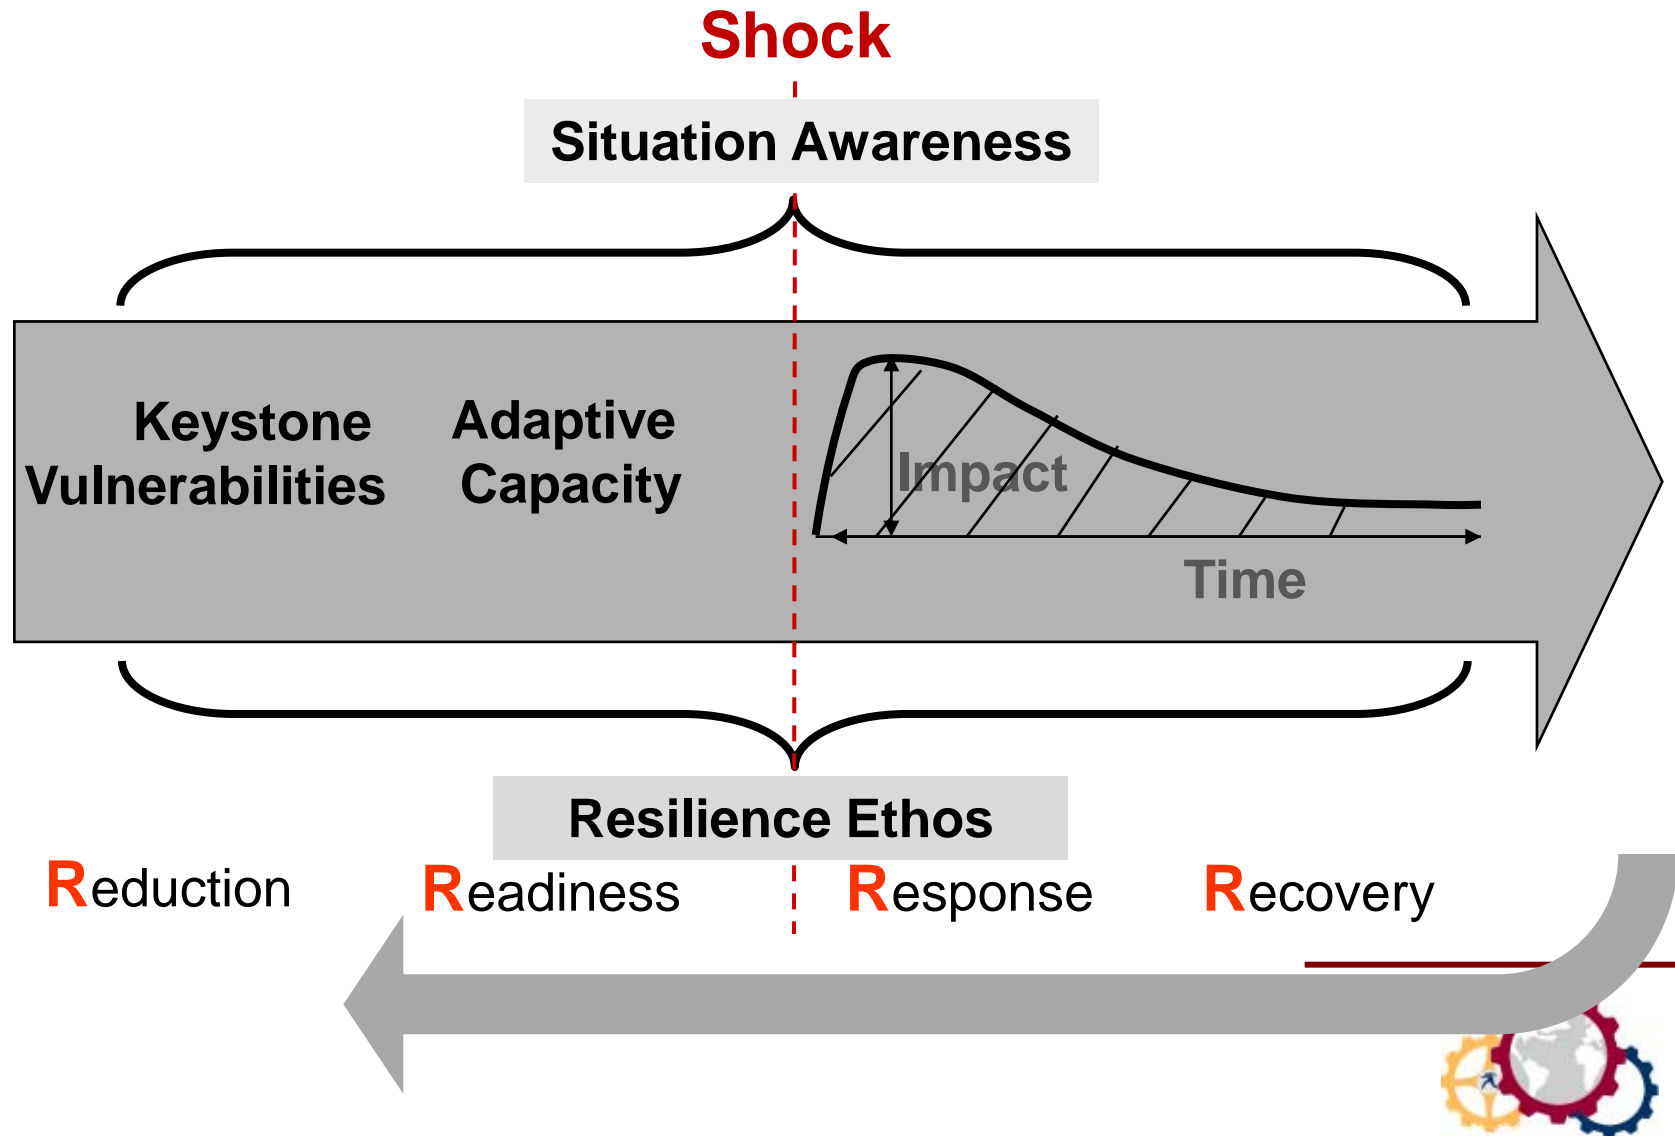 Shock
Situation Awareness
Keystone
Vulnerabilities
Adaptive
Capacity
Impact
Time
Resilience Ethos
Reduction
Readiness
Response
Recovery